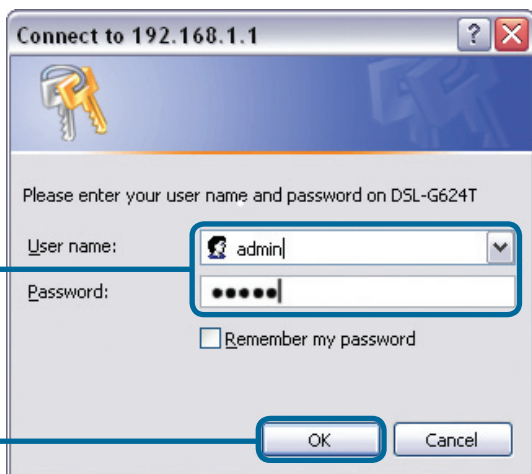 Connect to 192.168.1.1
Please enter your user name and password on DSL-G624T
User name:
admin
Password:
●●●●●
Remember my password
OK
Cancel